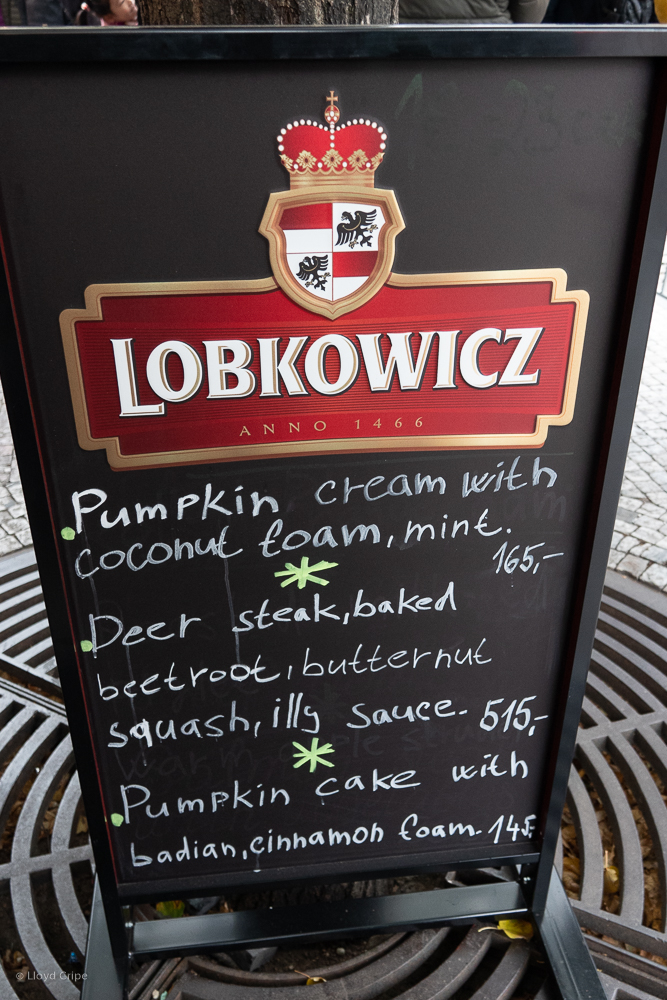 LOBKOWICZ
ANNO 1466
Pumpkin cream with
coconut foam, mint.
165,-
Deer steak, baked
beetroot, butternut
squash, illy sauce. 515,-
Pumpkin cake with
badian, cinnamon foam. 145,-
© Lloyd Gripe